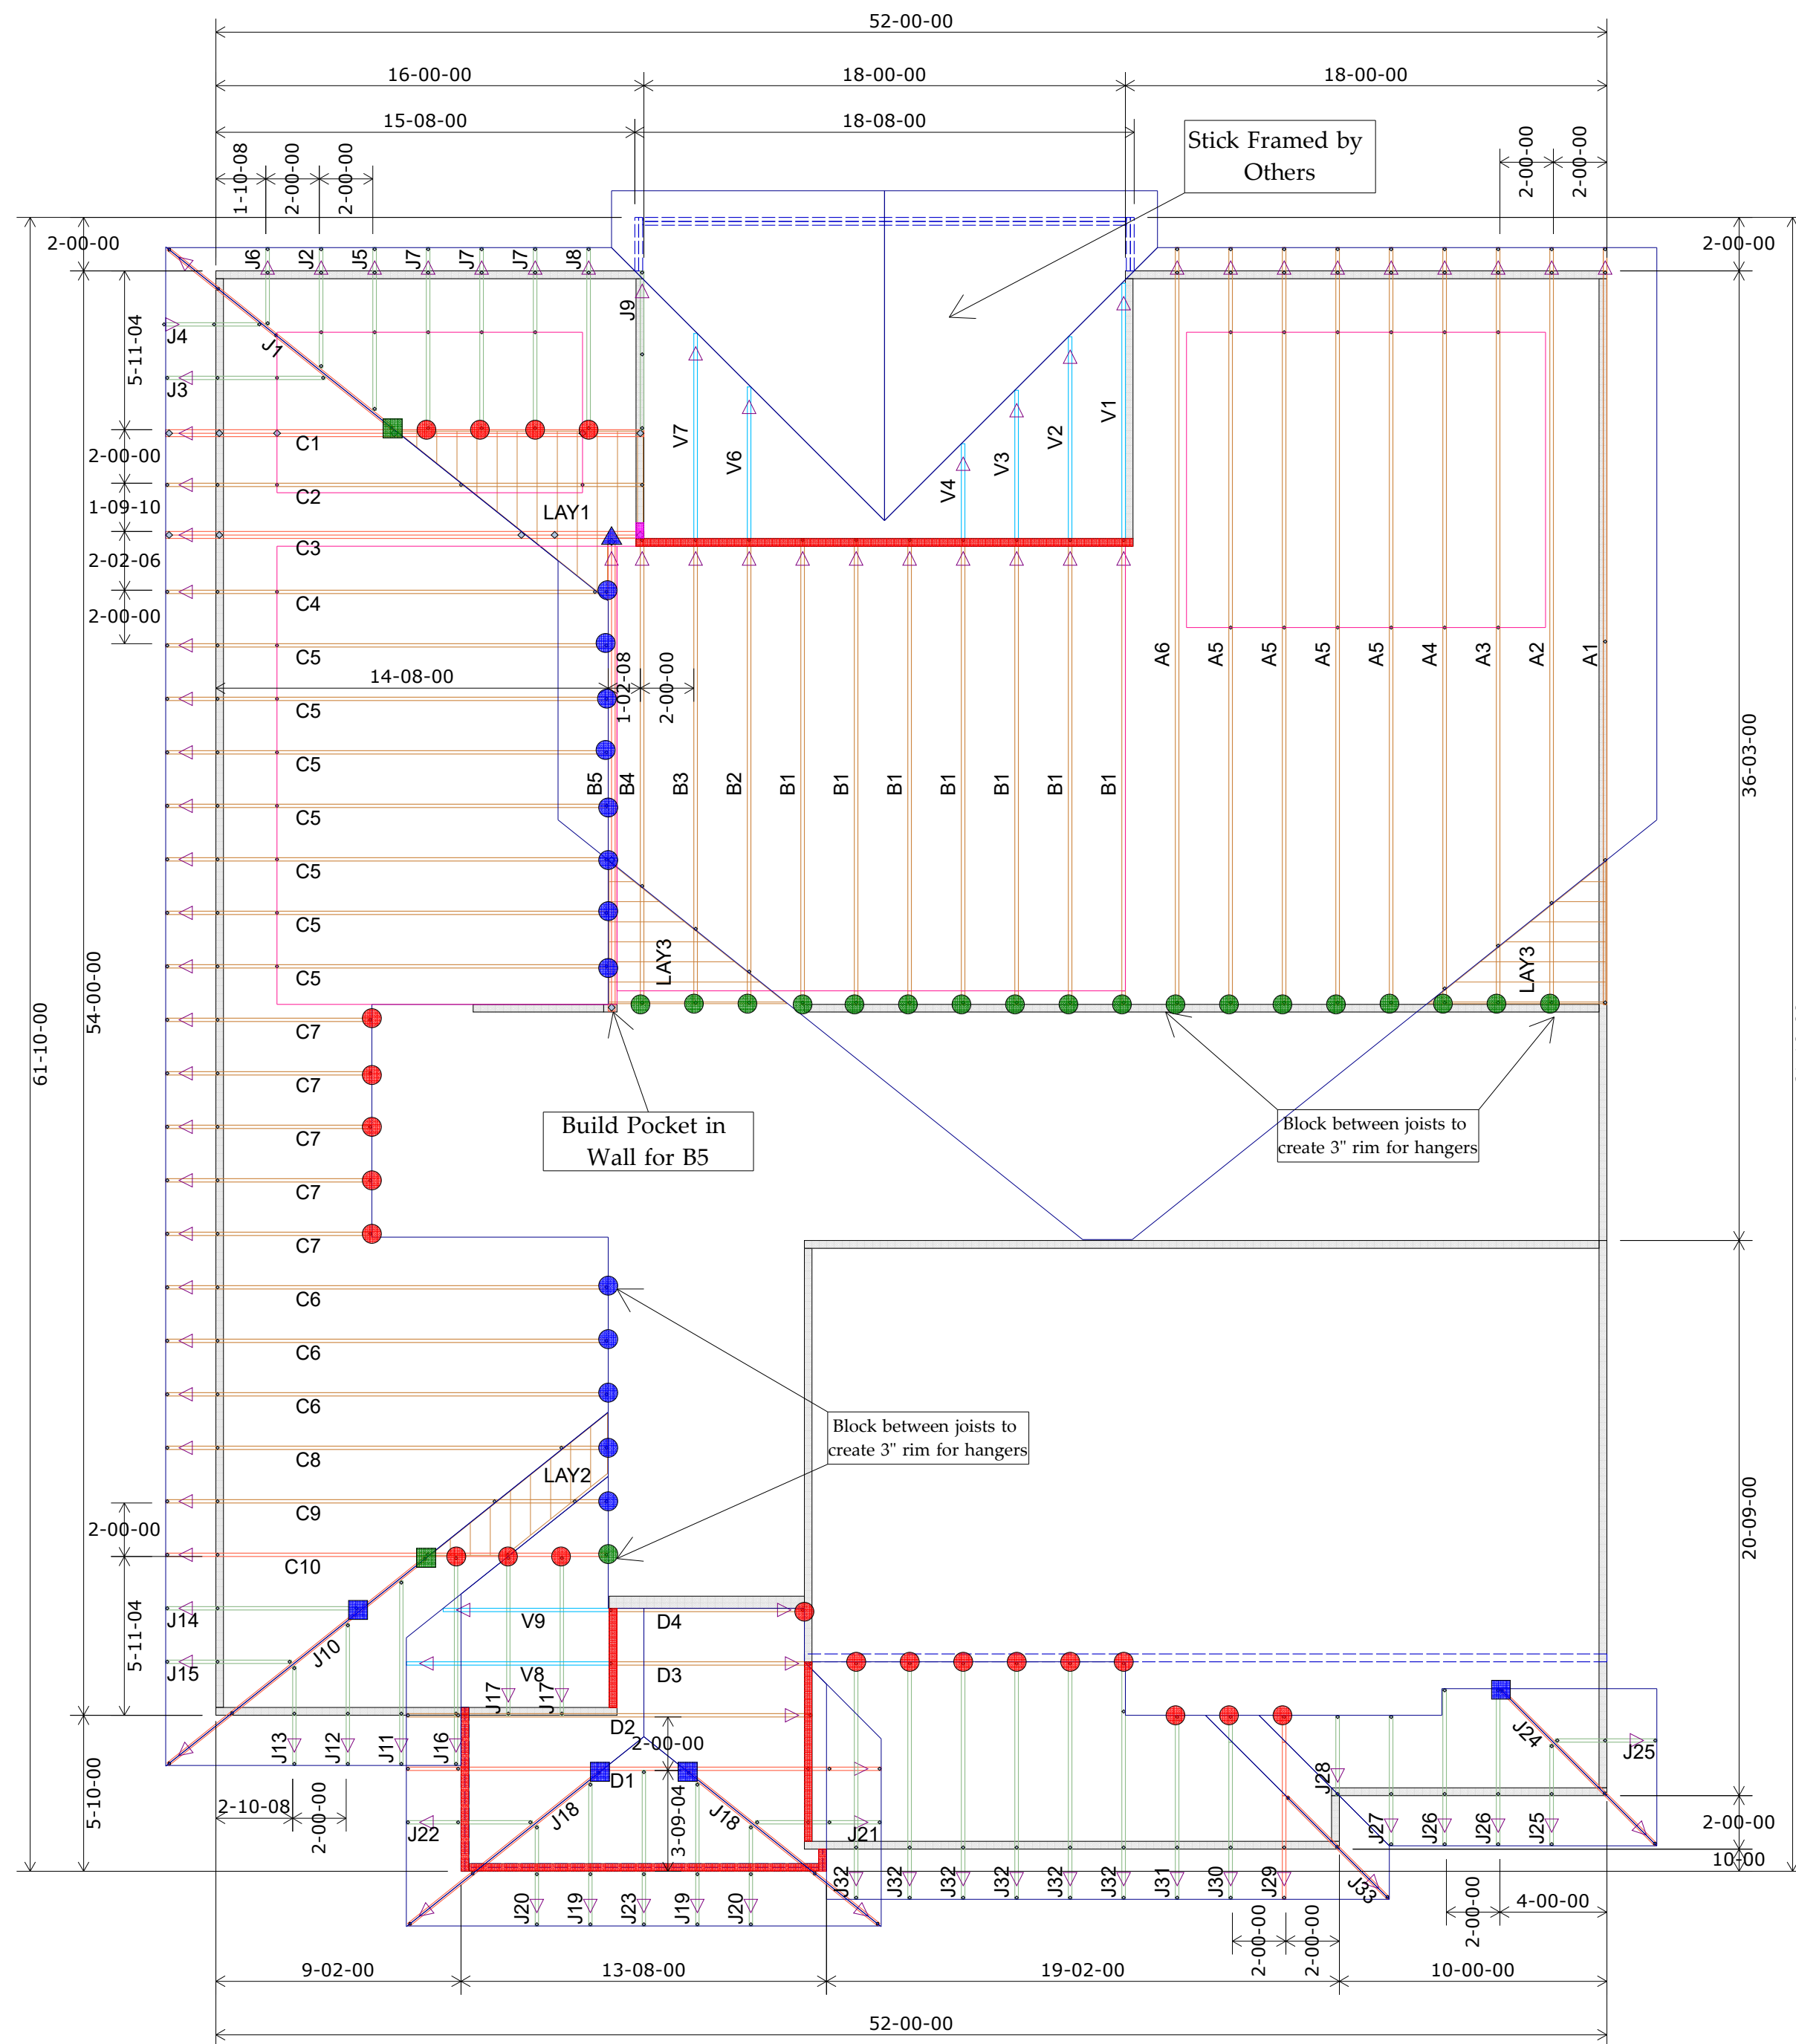 52-00-00
16-00-00
18-00-00
18-00-00
15-08-00
18-08-00
Stick Framed by
Others
1-10-08
2-00-00
2-00-00
2-00-00
2-00-00
2-00-00
2-00-00
J6
J2
J5
J7
J7
J7
J8
J9
J4
J1
J3
5-11-04
C1
2-00-00
C2
1-09-10
LAY1
C3
2-02-06
C4
2-00-00
C5
V7
V6
V4
V3
V2
V1
A6
A5
A5
A5
A5
A4
A3
A2
A1
14-08-00
1-02-08
2-00-00
C5
C5
C5
C5
C5
C5
B5
B4
B3
B2
B1
B1
B1
B1
B1
B1
B1
36-03-00
LAY3
LAY3
61-10-00
54-00-00
C7
C7
C7
C7
C7
Build Pocket in
Wall for B5
Block between joists to
create 3" rim for hangers
C6
C6
C6
C8
LAY2
C9
2-00-00
C10
Block between joists to
create 3" rim for hangers
20-09-00
5-11-04
J14
J10
J15
V9
D4
V8
D3
J17
J17
D2
2-00-00
J13
J12
J11
J16
D1
J18
J18
3-09-04
J22
J21
5-10-00
2-10-08
2-00-00
J24
J25
J28
J27
J26
J26
J25
2-00-00
10-00
J20
J19
J23
J19
J20
J32
J32
J32
J32
J32
J32
J31
J30
J29
J33
2-00-00
4-00-00
2-00-00
2-00-00
9-02-00
13-08-00
19-02-00
10-00-00
52-00-00